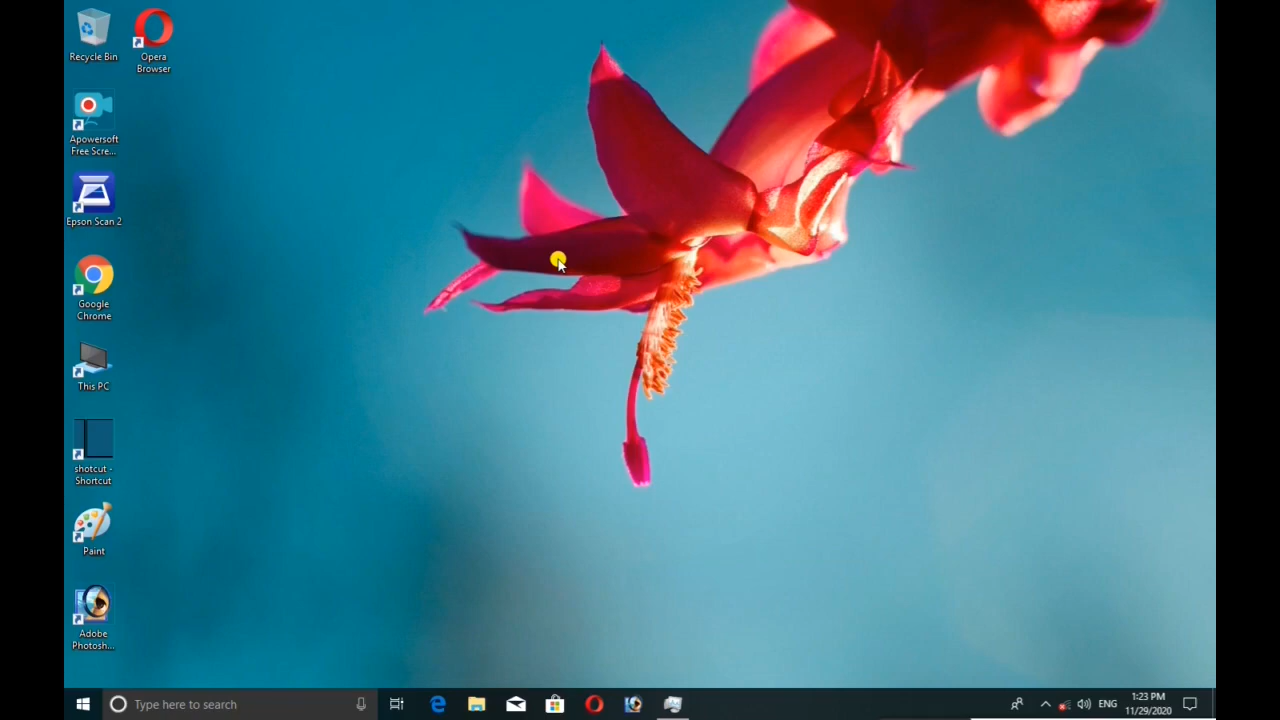 Recycle Bin
Opera
Browser
Apowersoft
Free Scre...
Epson Scan 2
Google
Chrome
This PC
shotcut -
Shortcut
Paint
Adobe
Photosh...
Type here to search
ENG
1:23 PM
11/29/2020